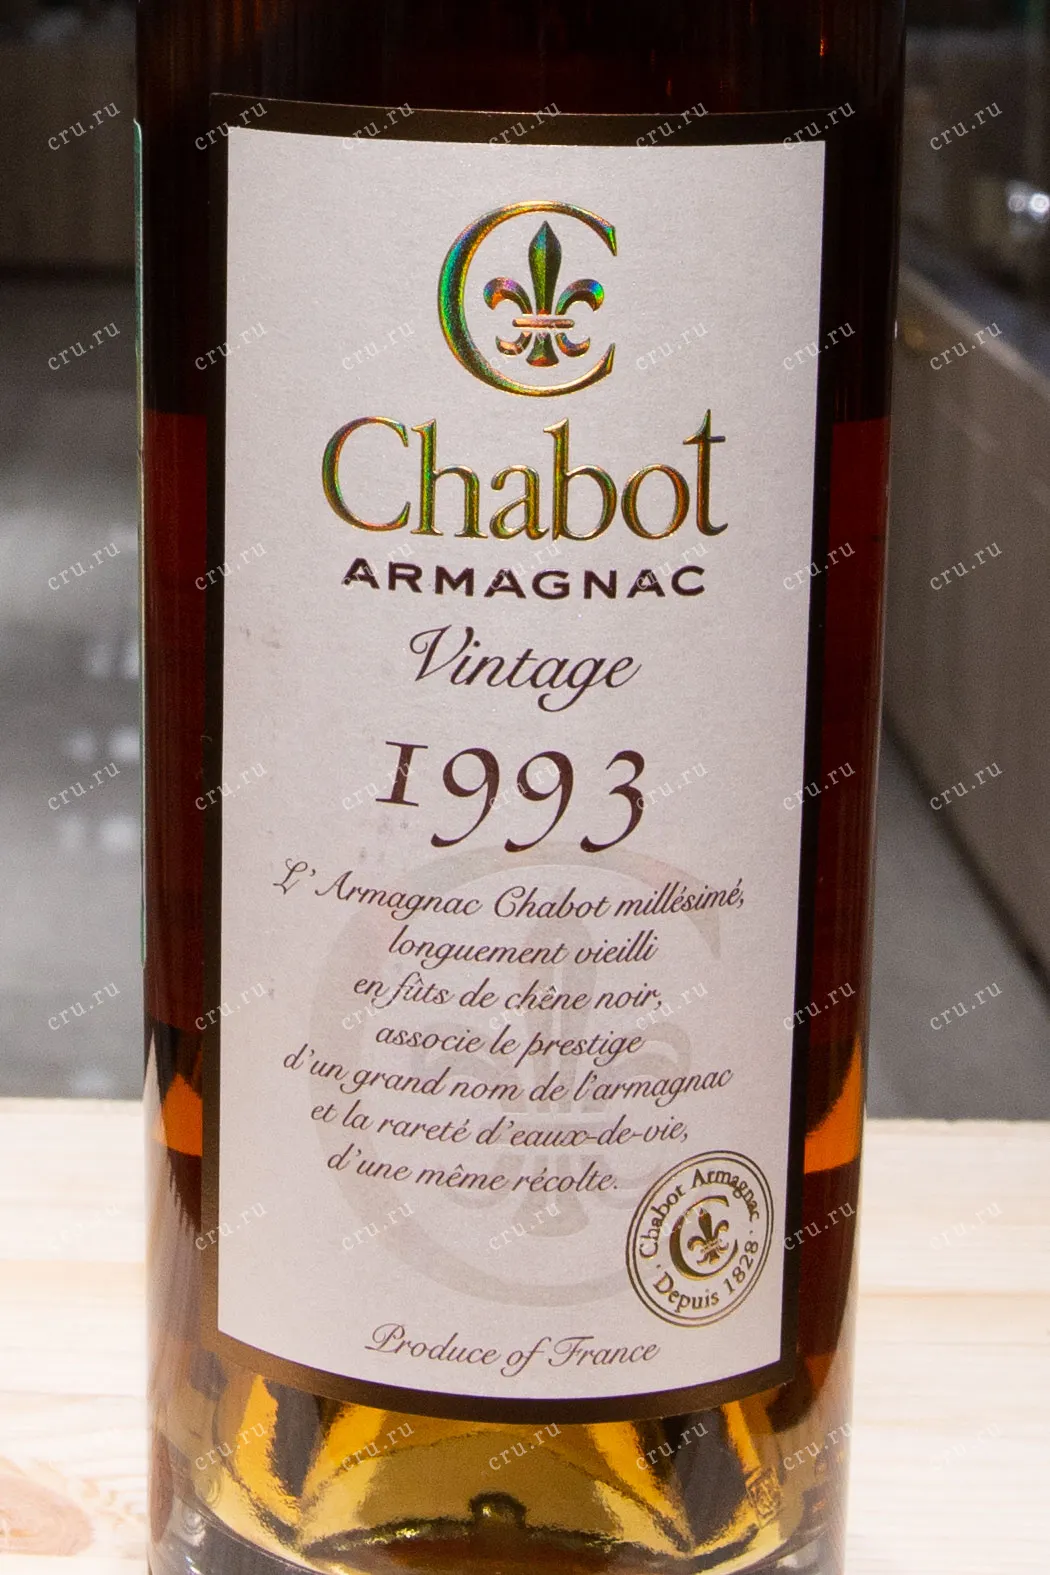 C
Chabot
ARMAGNAC
Vintage
1993
L'Armagnac Chabot millésimé,
longuement vieilli
en fûts de chêne noir,
associe le prestige
d'un grand nom de l'armagnac
et la rareté d'eaux-de-vie,
d'une même récolte.
Chabot Armagnac
· Depuis 1828 ·
Produce of France
cru.ru